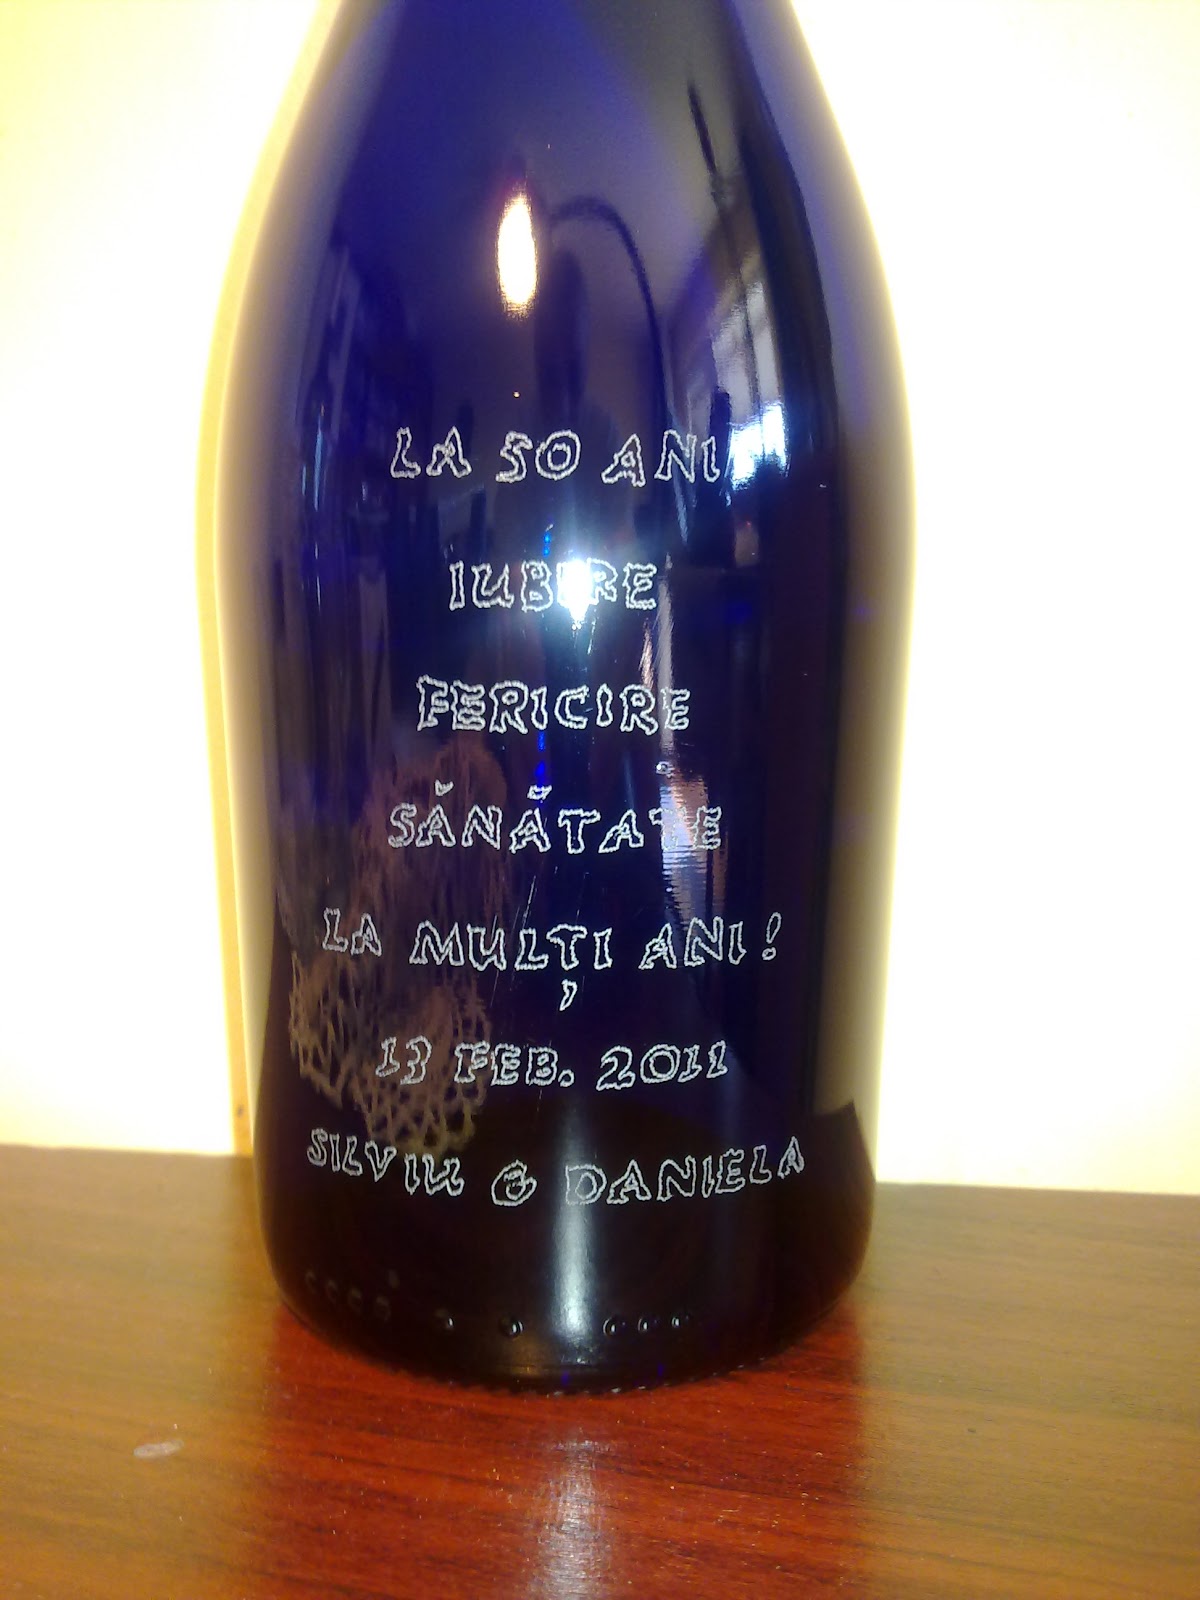 LA 50 ANI
IUBIRE
FERICIRE
SĂNĂTATE
LA MULȚI ANI!
13 FEB. 2011
SILVIU & DANIELA